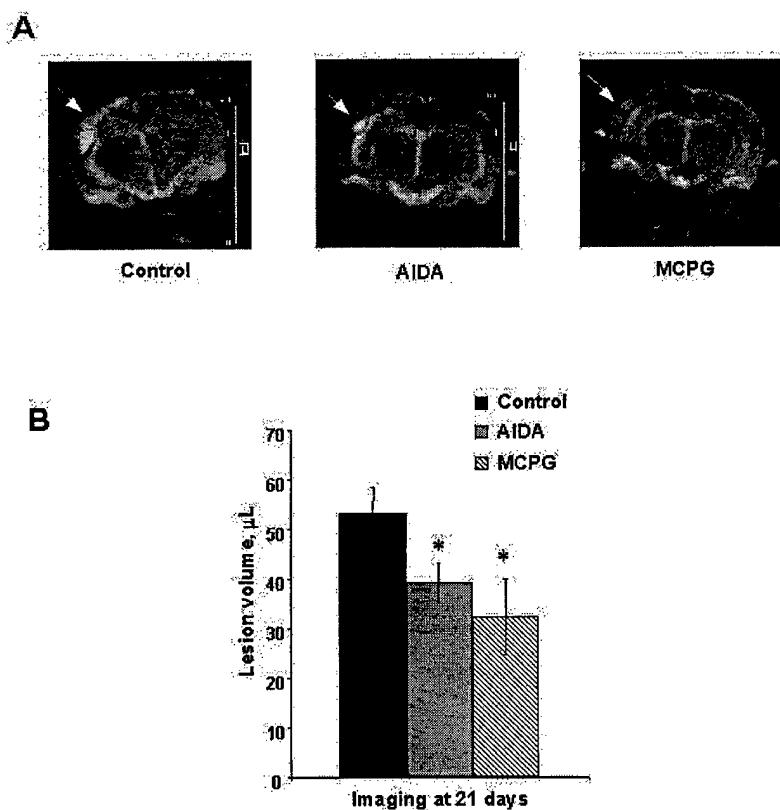 A
Control
AIDA
MCPG
B
Control
AIDA
MCPG
Lesion volume, µL
70
60
50
40
30
20
10
0
*
*
Imaging at 21 days